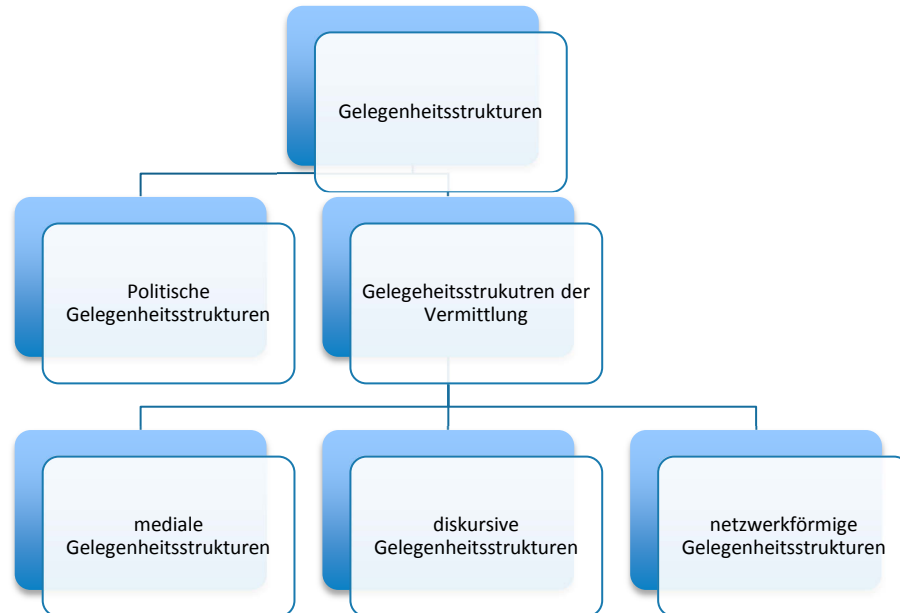 Gelegenheitsstrukturen
Politische
Gelegenheitsstrukturen
Gelegeheitsstrukutren der
Vermittlung
mediale
Gelegenheitsstrukturen
diskursive
Gelegenheitsstrukturen
netzwerkförmige
Gelegenheitsstrukturen